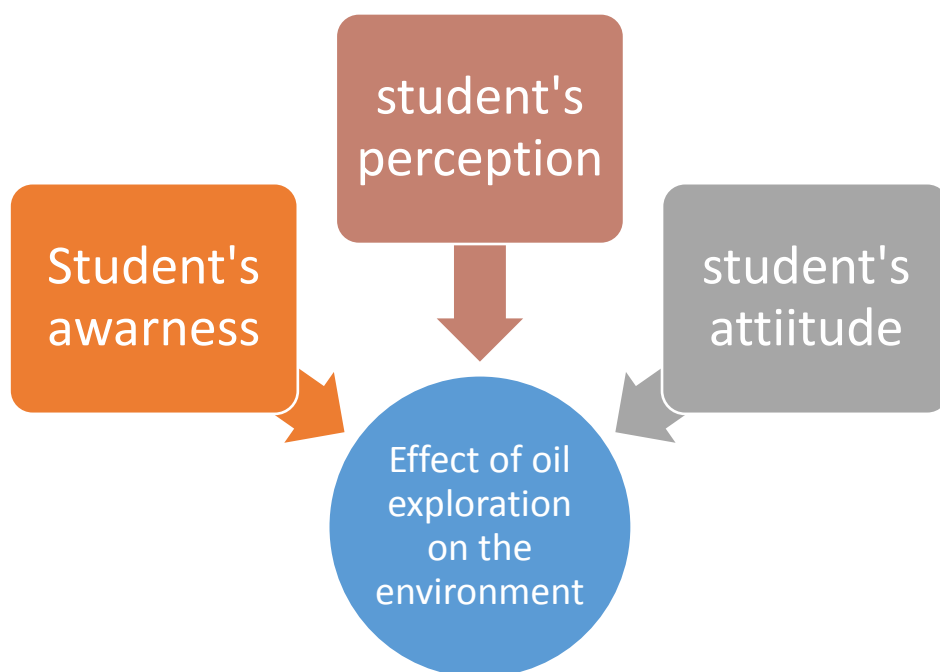 student's
perception
Student's
awarness
student's
attiitude
Effect of oil
exploration
on the
environment